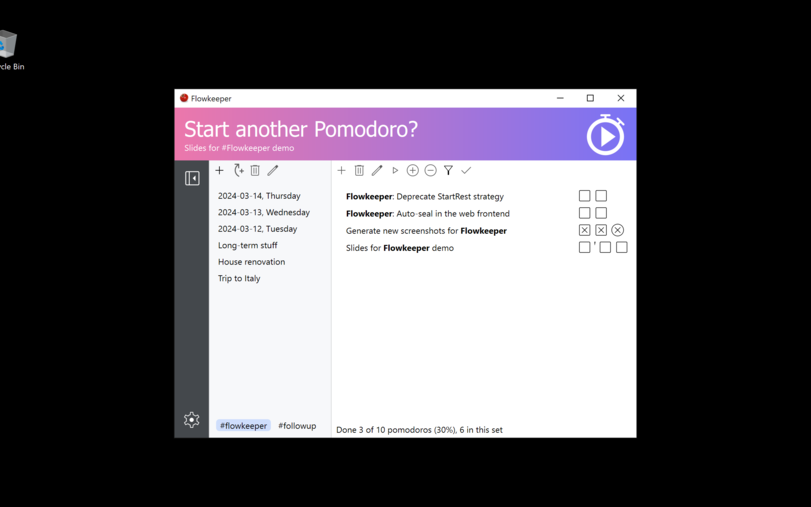 cle Bin
Flowkeeper
Start another Pomodoro?
Slides for #Flowkeeper demo
2024-03-14, Thursday
2024-03-13, Wednesday
2024-03-12, Tuesday
Long-term stuff
House renovation
Trip to Italy
#flowkeeper #followup
Flowkeeper: Deprecate StartRest strategy
Flowkeeper: Auto-seal in the web frontend
Generate new screenshots for Flowkeeper
Slides for Flowkeeper demo
Done 3 of 10 pomodoros (30%), 6 in this set